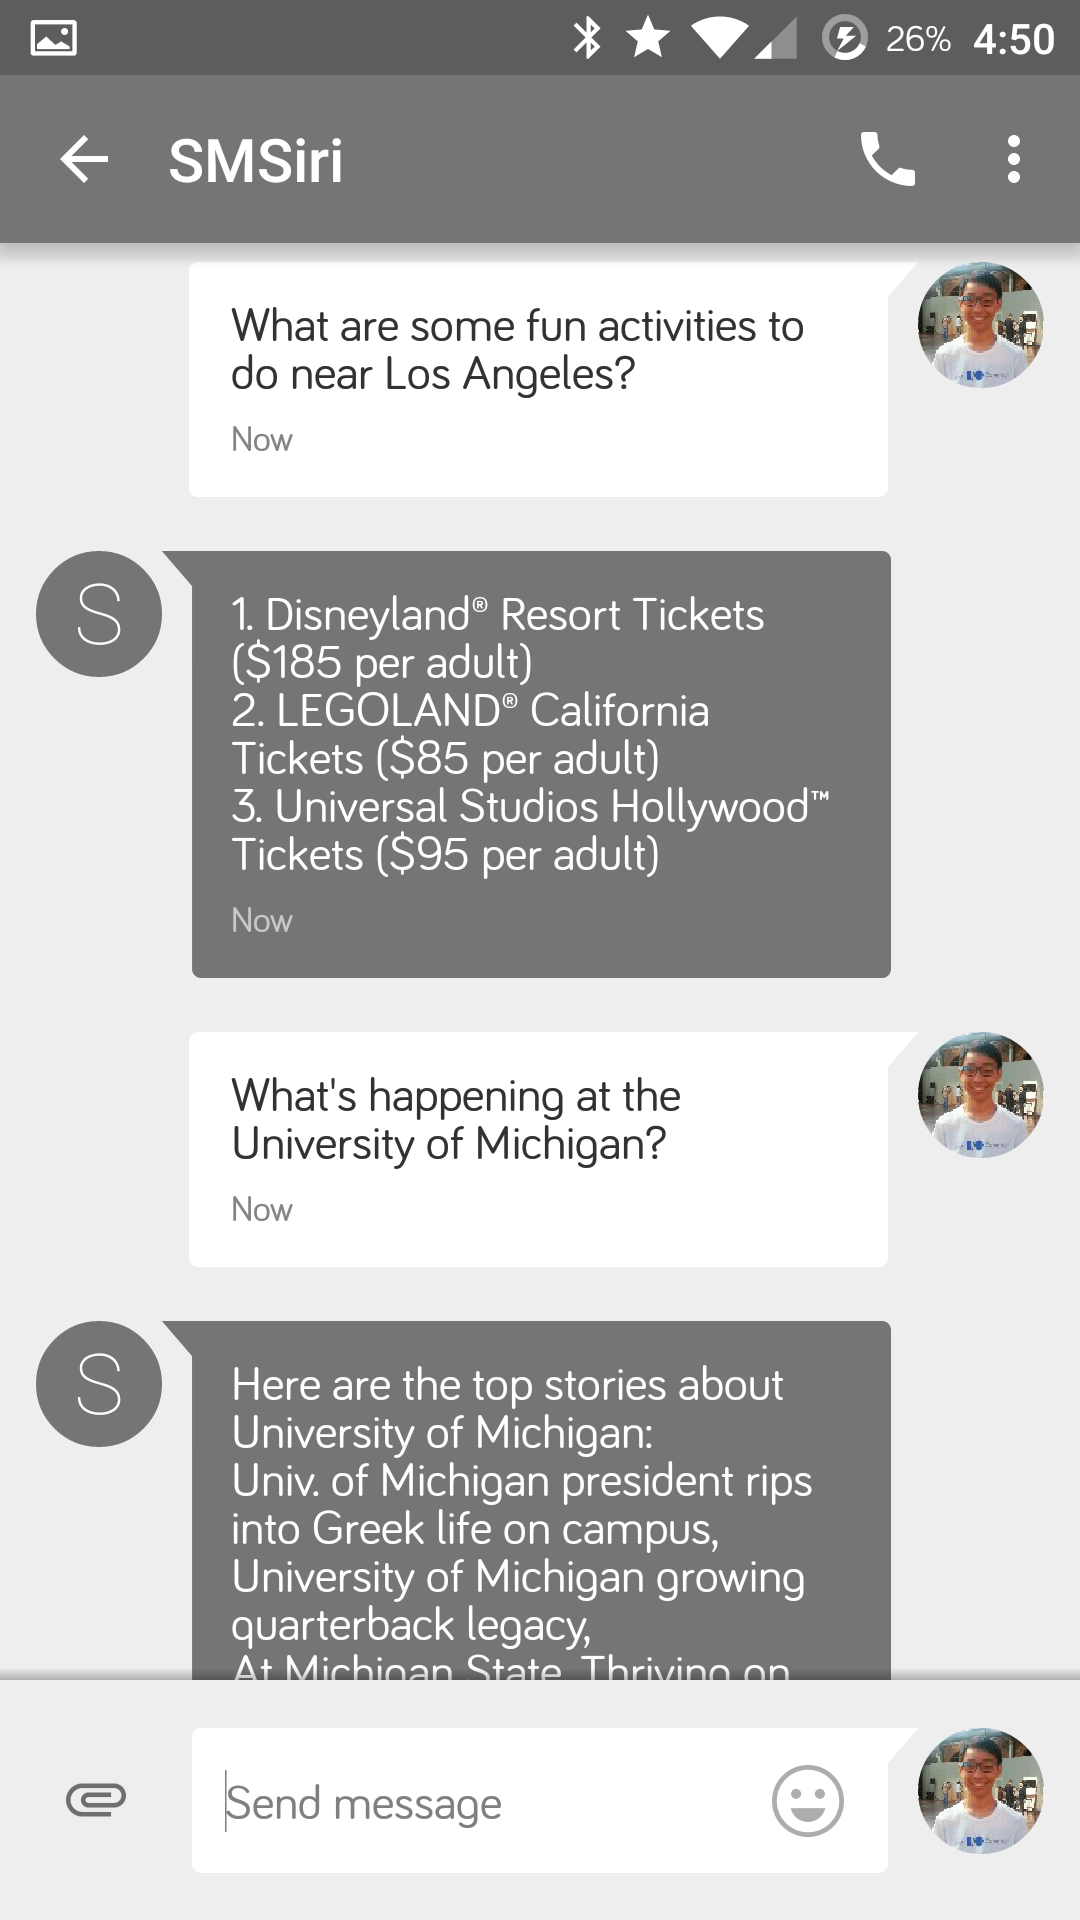 26% 4:50
SMSiri
What are some fun activities to
do near Los Angeles?
Now
S
1. Disneyland® Resort Tickets
($185 per adult)
2. LEGOLAND® California
Tickets ($85 per adult)
3. Universal Studios Hollywood™
Tickets ($95 per adult)
Now
What's happening at the
University of Michigan?
Now
S
Here are the top stories about
University of Michigan:
Univ. of Michigan president rips
into Greek life on campus,
University of Michigan growing
quarterback legacy,
At Michigan State, Thriving on
Send message